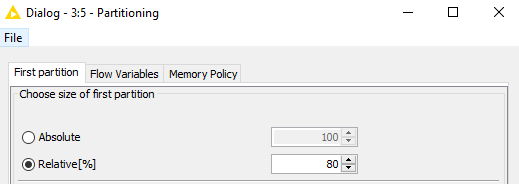 Dialog - 3:5 - Partitioning
File
First partition Flow Variables Memory Policy
Choose size of first partition
Absolute 100
Relative[%] 80